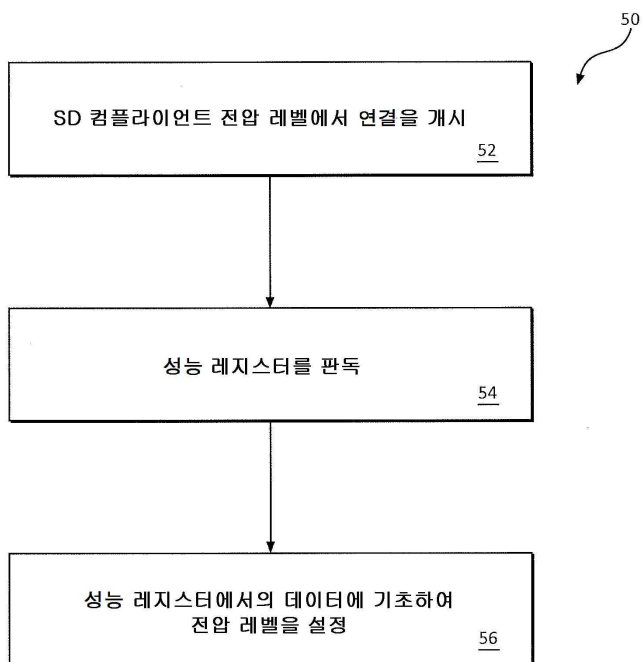 50
SD 컴플라이언트 전압 레벨에서 연결을 개시
52
성능 레지스터를 판독
54
성능 레지스터에서의 데이터에 기초하여
전압 레벨을 설정
56